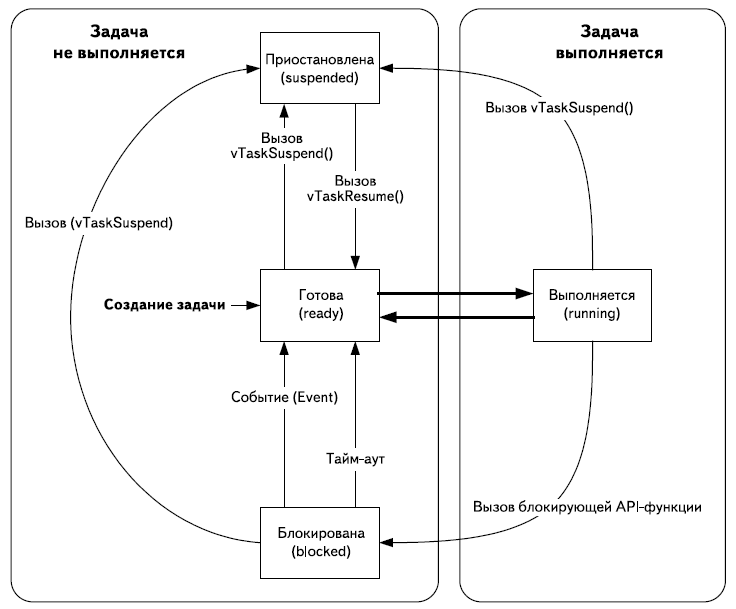 Задача
не выполняется
Задача
выполняется
Приостановлена
(suspended)
Вызов vTaskSuspend()
Вызов
vTaskSuspend()
Вызов
vTaskResume()
Вызов (vTaskSuspend)
Создание задачи
Готова
(ready)
Выполняется
(running)
Событие (Event)
Тайм-аут
Вызов блокирующей API-функции
Блокирована
(blocked)